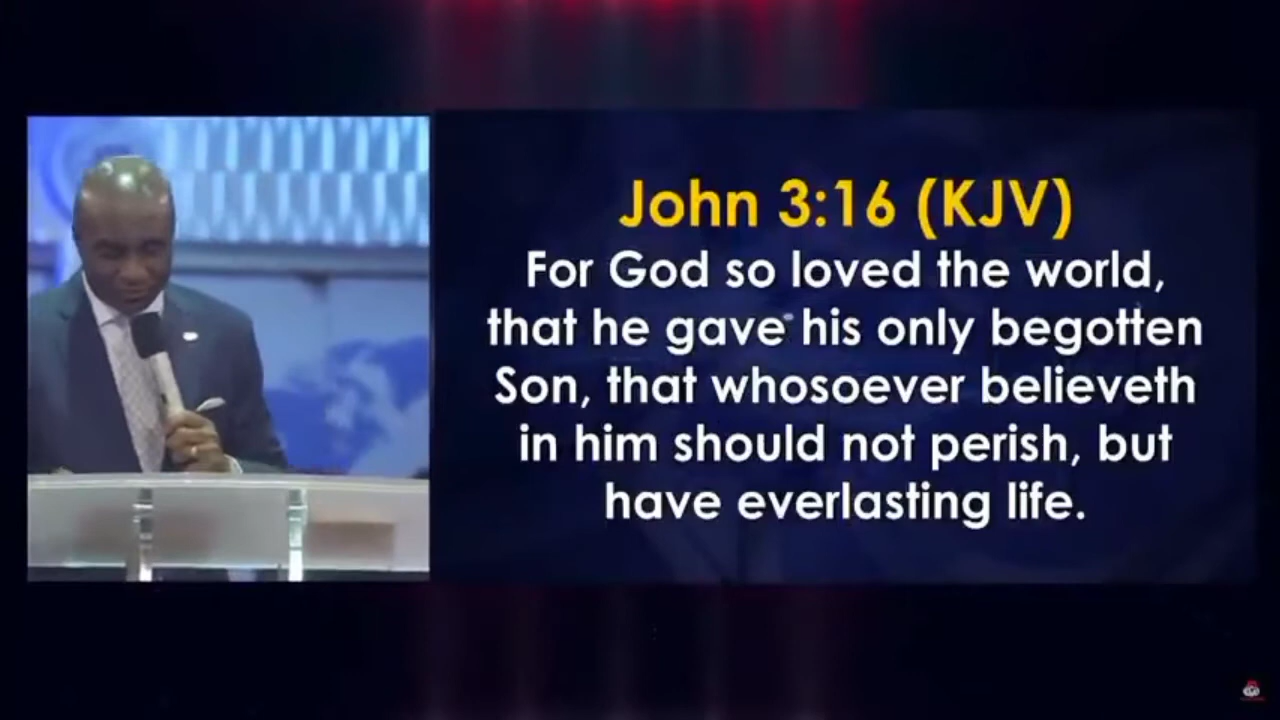 John 3:16 (KJV)
For God so loved the world,
that he gave his only begotten
Son, that whosoever believeth
in him should not perish, but
have everlasting life.